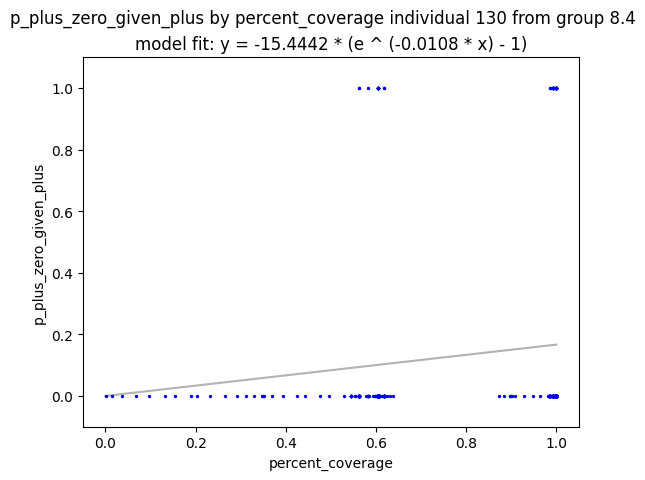 p_plus_zero_given_plus by percent_coverage individual 130 from group 8.4
model fit: y = -15.4442 * (e ^ (-0.0108 * x) - 1)
1.0
0.8
0.6
0.4
0.2
0.0
p_plus_zero_given_plus
0.0 0.2 0.4 0.6 0.8 1.0
percent_coverage